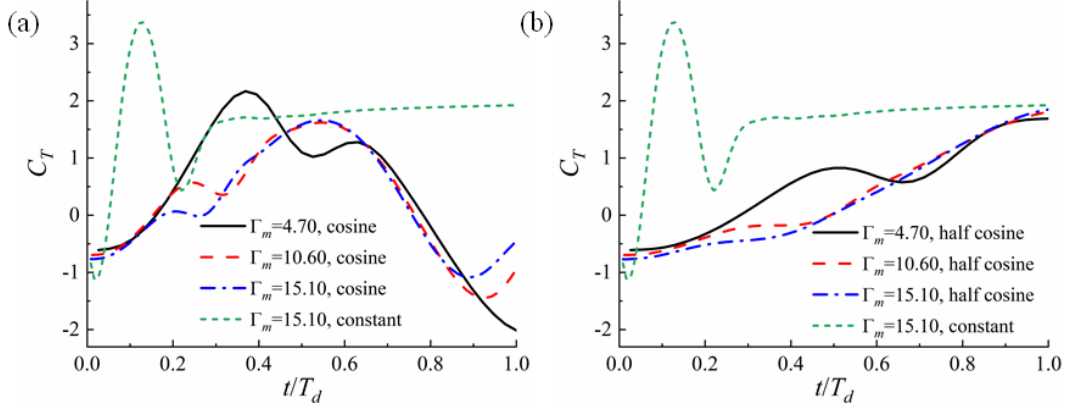 (a)
C_T
3
2
1
0
-1
-2
Γ_m=4.70, cosine
Γ_m=10.60, cosine
Γ_m=15.10, cosine
Γ_m=15.10, constant
0.0 0.2 0.4 0.6 0.8 1.0
t/T_d
(b)
C_T
3
2
1
0
-1
-2
Γ_m=4.70, half cosine
Γ_m=10.60, half cosine
Γ_m=15.10, half cosine
Γ_m=15.10, constant
0.0 0.2 0.4 0.6 0.8 1.0
t/T_d